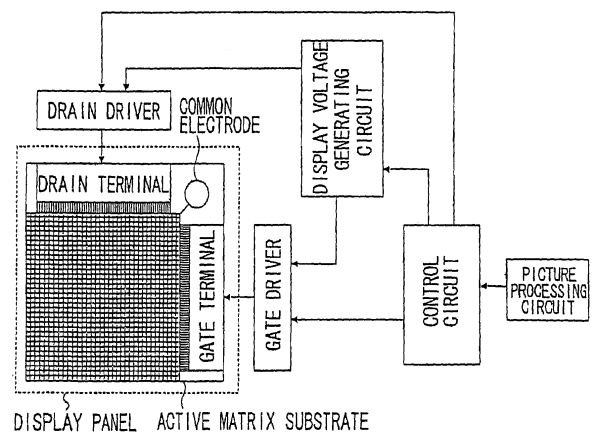 DRAIN DRIVER
COMMON
ELECTRODE
DISPLAY VOLTAGE
GENERATING
CIRCUIT
DRAIN TERMINAL
GATE TERMINAL
GATE DRIVER
CONTROL
CIRCUIT
PICTURE
PROCESSING
CIRCUIT
DISPLAY PANEL
ACTIVE MATRIX SUBSTRATE